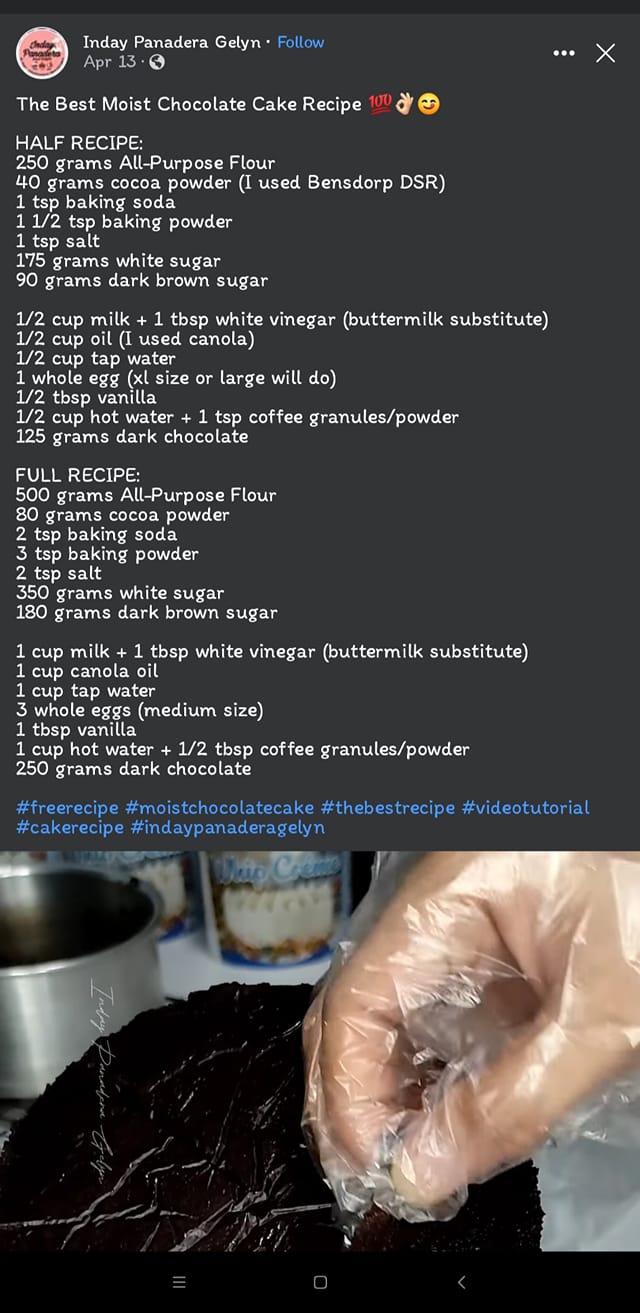 Inday Panadera
Inday Panadera Gelyn · Follow
Apr 13 ·
The Best Moist Chocolate Cake Recipe 💯👌🏻😊
HALF RECIPE:
250 grams All-Purpose Flour
40 grams cocoa powder (I used Bensdorp DSR)
1 tsp baking soda
1 1/2 tsp baking powder
1 tsp salt
175 grams white sugar
90 grams dark brown sugar
1/2 cup milk + 1 tbsp white vinegar (buttermilk substitute)
1/2 cup oil (I used canola)
1/2 cup tap water
1 whole egg (xl size or large will do)
1/2 tbsp vanilla
1/2 cup hot water + 1 tsp coffee granules/powder
125 grams dark chocolate
FULL RECIPE:
500 grams All-Purpose Flour
80 grams cocoa powder
2 tsp baking soda
3 tsp baking powder
2 tsp salt
350 grams white sugar
180 grams dark brown sugar
1 cup milk + 1 tbsp white vinegar (buttermilk substitute)
1 cup canola oil
1 cup tap water
3 whole eggs (medium size)
1 tbsp vanilla
1 cup hot water + 1/2 tbsp coffee granules/powder
250 grams dark chocolate
#freerecipe #moistchocolatecake #thebestrecipe #videotutorial
#cakerecipe #indaypanaderagelyn
Whip Creme
Inday Panadera Gelyn